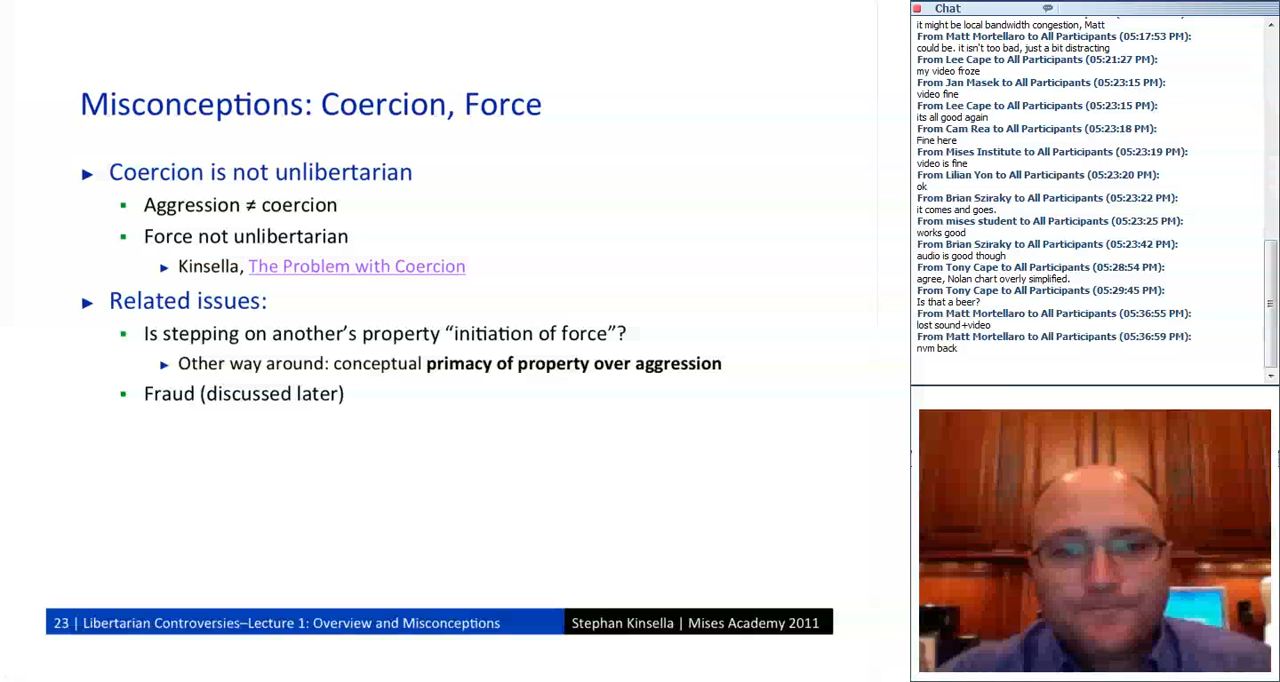 Misconceptions: Coercion, Force
► Coercion is not unlibertarian
▪ Aggression ≠ coercion
▪ Force not unlibertarian
► Kinsella, The Problem with Coercion
► Related issues:
▪ Is stepping on another's property "initiation of force"?
► Other way around: conceptual primacy of property over aggression
▪ Fraud (discussed later)
23 | Libertarian Controversies–Lecture 1: Overview and Misconceptions
Stephan Kinsella | Mises Academy 2011
Chat
it might be local bandwidth congestion, Matt
From Matt Mortellaro to All Participants (05:17:53 PM):
could be. it isn't too bad, just a bit distracting
From Lee Cape to All Participants (05:21:27 PM):
my video froze
From Jan Masek to All Participants (05:23:15 PM):
video fine
From Lee Cape to All Participants (05:23:15 PM):
its all good again
From Cam Rea to All Participants (05:23:18 PM):
Fine here
From Mises Institute to All Participants (05:23:19 PM):
video is fine
From Lilian Yon to All Participants (05:23:20 PM):
ok
From Brian Sziraky to All Participants (05:23:22 PM):
it comes and goes.
From mises student to All Participants (05:23:25 PM):
works good
From Brian Sziraky to All Participants (05:23:42 PM):
audio is good though
From Tony Cape to All Participants (05:28:54 PM):
agree, Nolan chart overly simplified.
From Tony Cape to All Participants (05:29:45 PM):
Is that a beer?
From Matt Mortellaro to All Participants (05:36:55 PM):
lost sound+video
From Matt Mortellaro to All Participants (05:36:59 PM):
nvm back